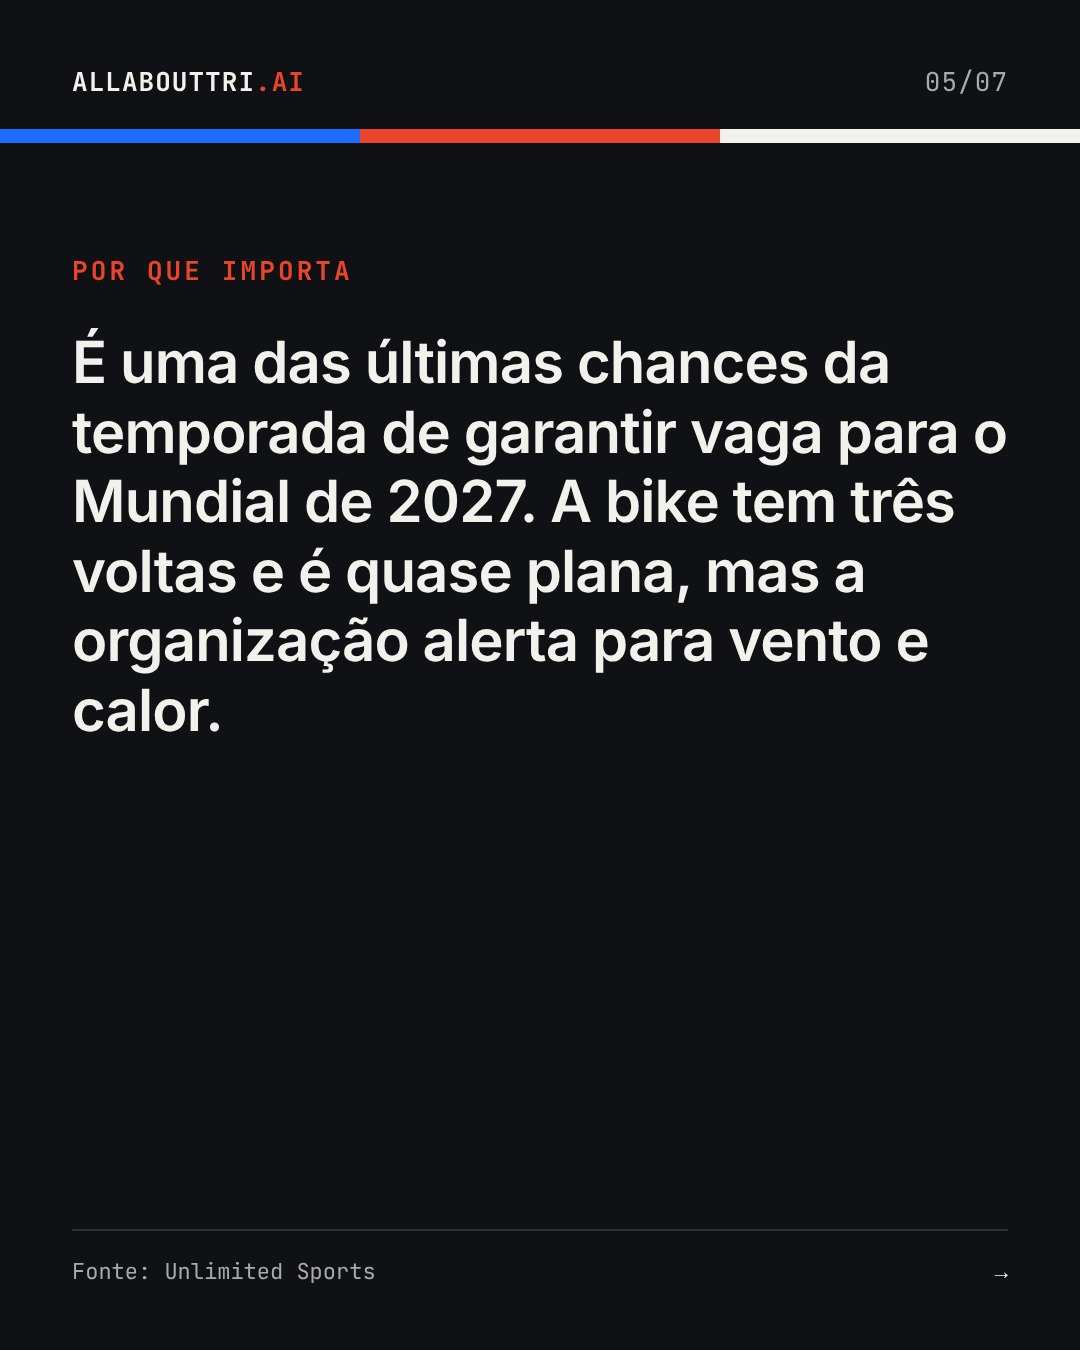 ALLABOUTTRI.AI
05/07
POR QUE IMPORTA
É uma das últimas chances da
temporada de garantir vaga para o
Mundial de 2027. A bike tem três
voltas e é quase plana, mas a
organização alerta para vento e
calor.
Fonte: Unlimited Sports
→